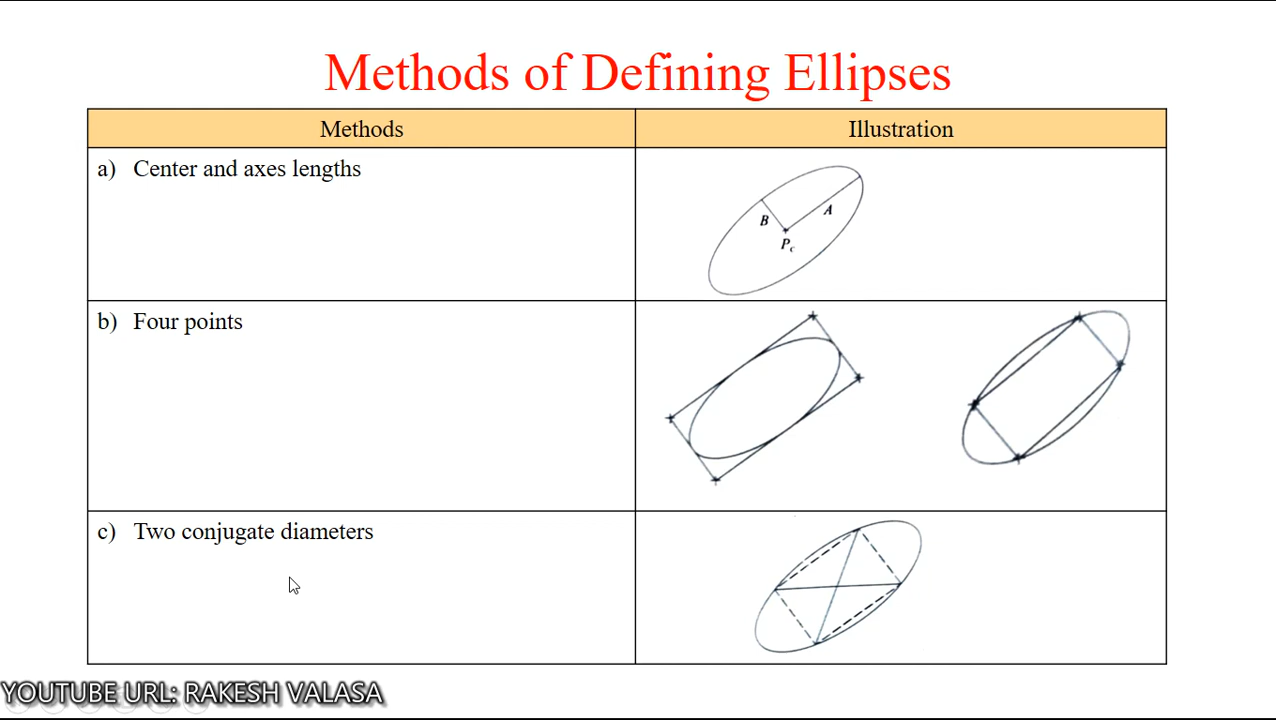 Methods of Defining Ellipses
Methods
Illustration
a) Center and axes lengths
B
A
Pc
b) Four points
c) Two conjugate diameters
YOUTUBE URL: RAKESH VALASA